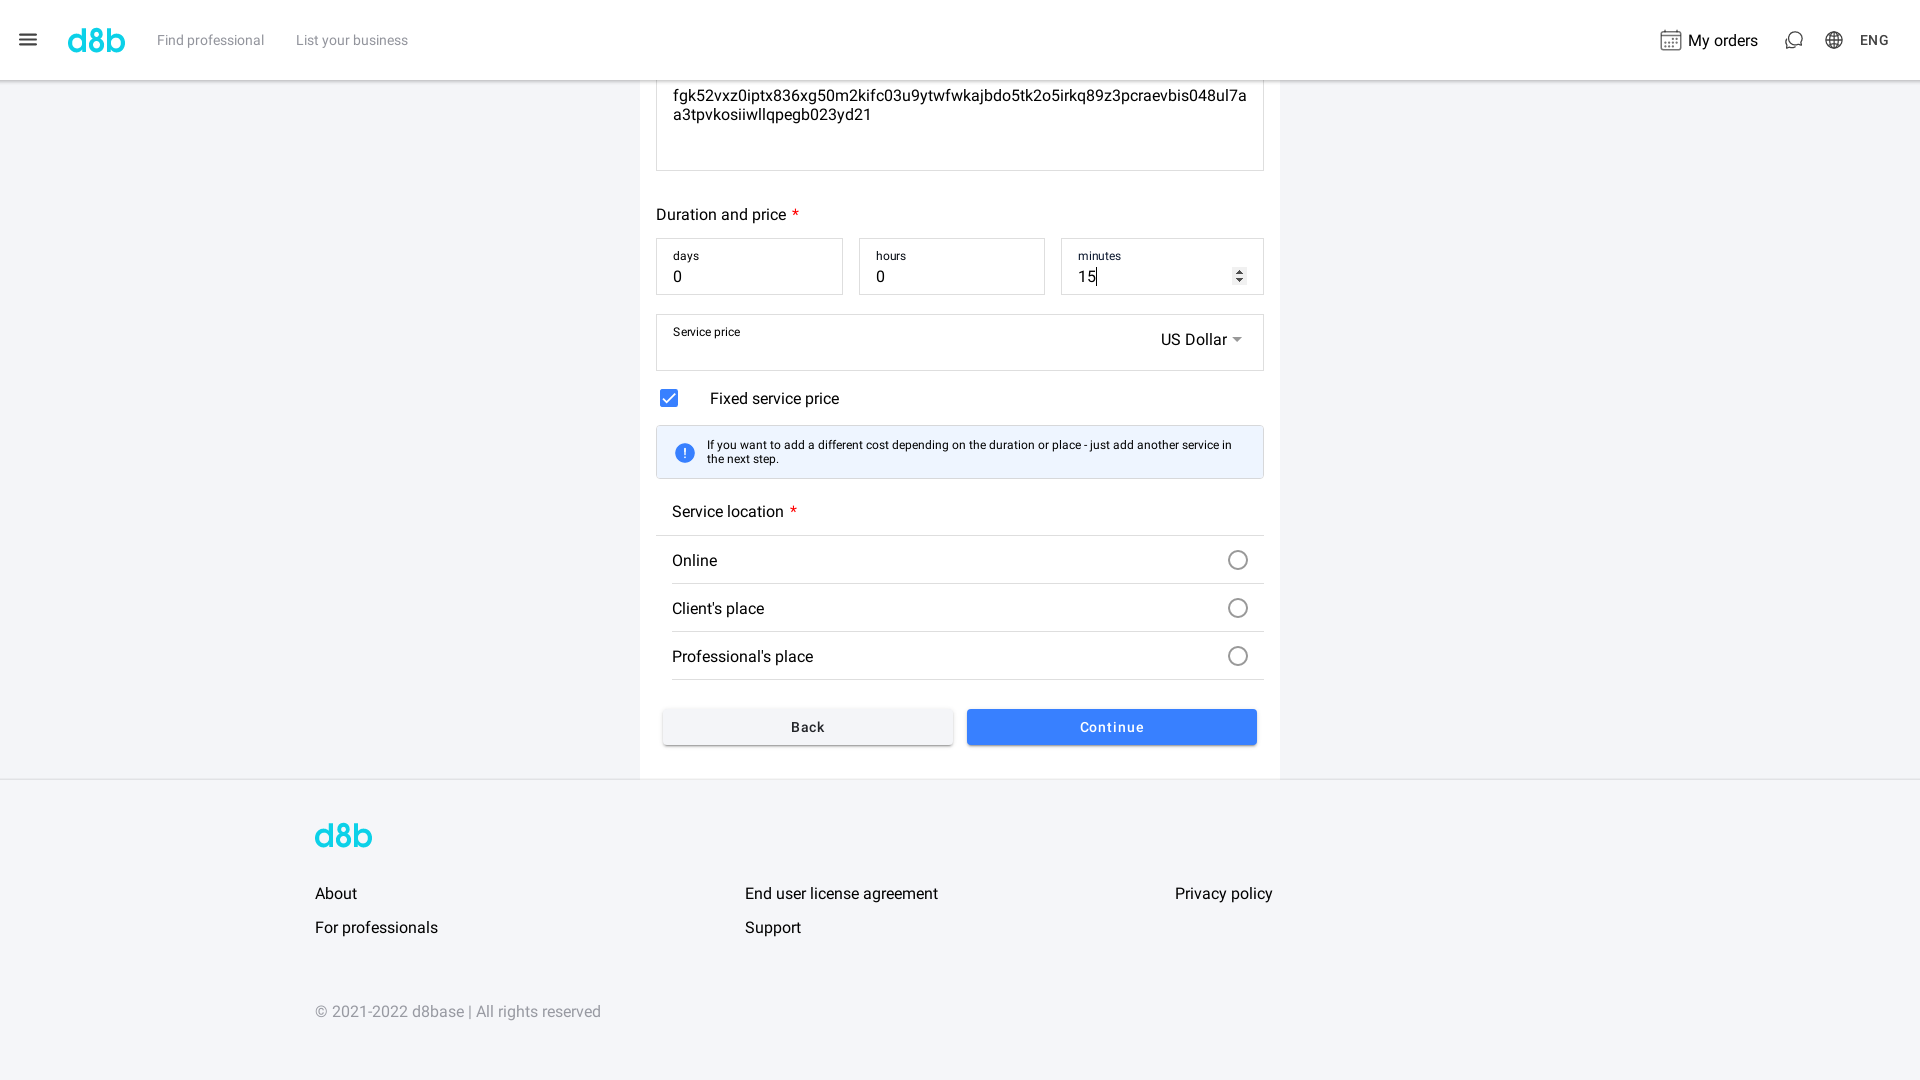 d8b
Find professional
List your business
My orders
ENG
fgk52vxz0iptx836xg50m2kifc03u9ytwfwkajbdo5tk2o5irkq89z3pcraevbis048ul7a
a3tpvkosiiwllqpegb023yd21
Duration and price *
days
0
hours
0
minutes
15
Service price
US Dollar
Fixed service price
If you want to add a different cost depending on the duration or place - just add another service in
the next step.
Service location *
Online
Client's place
Professional's place
Back
Continue
d8b
About
End user license agreement
Privacy policy
For professionals
Support
© 2021-2022 d8base | All rights reserved